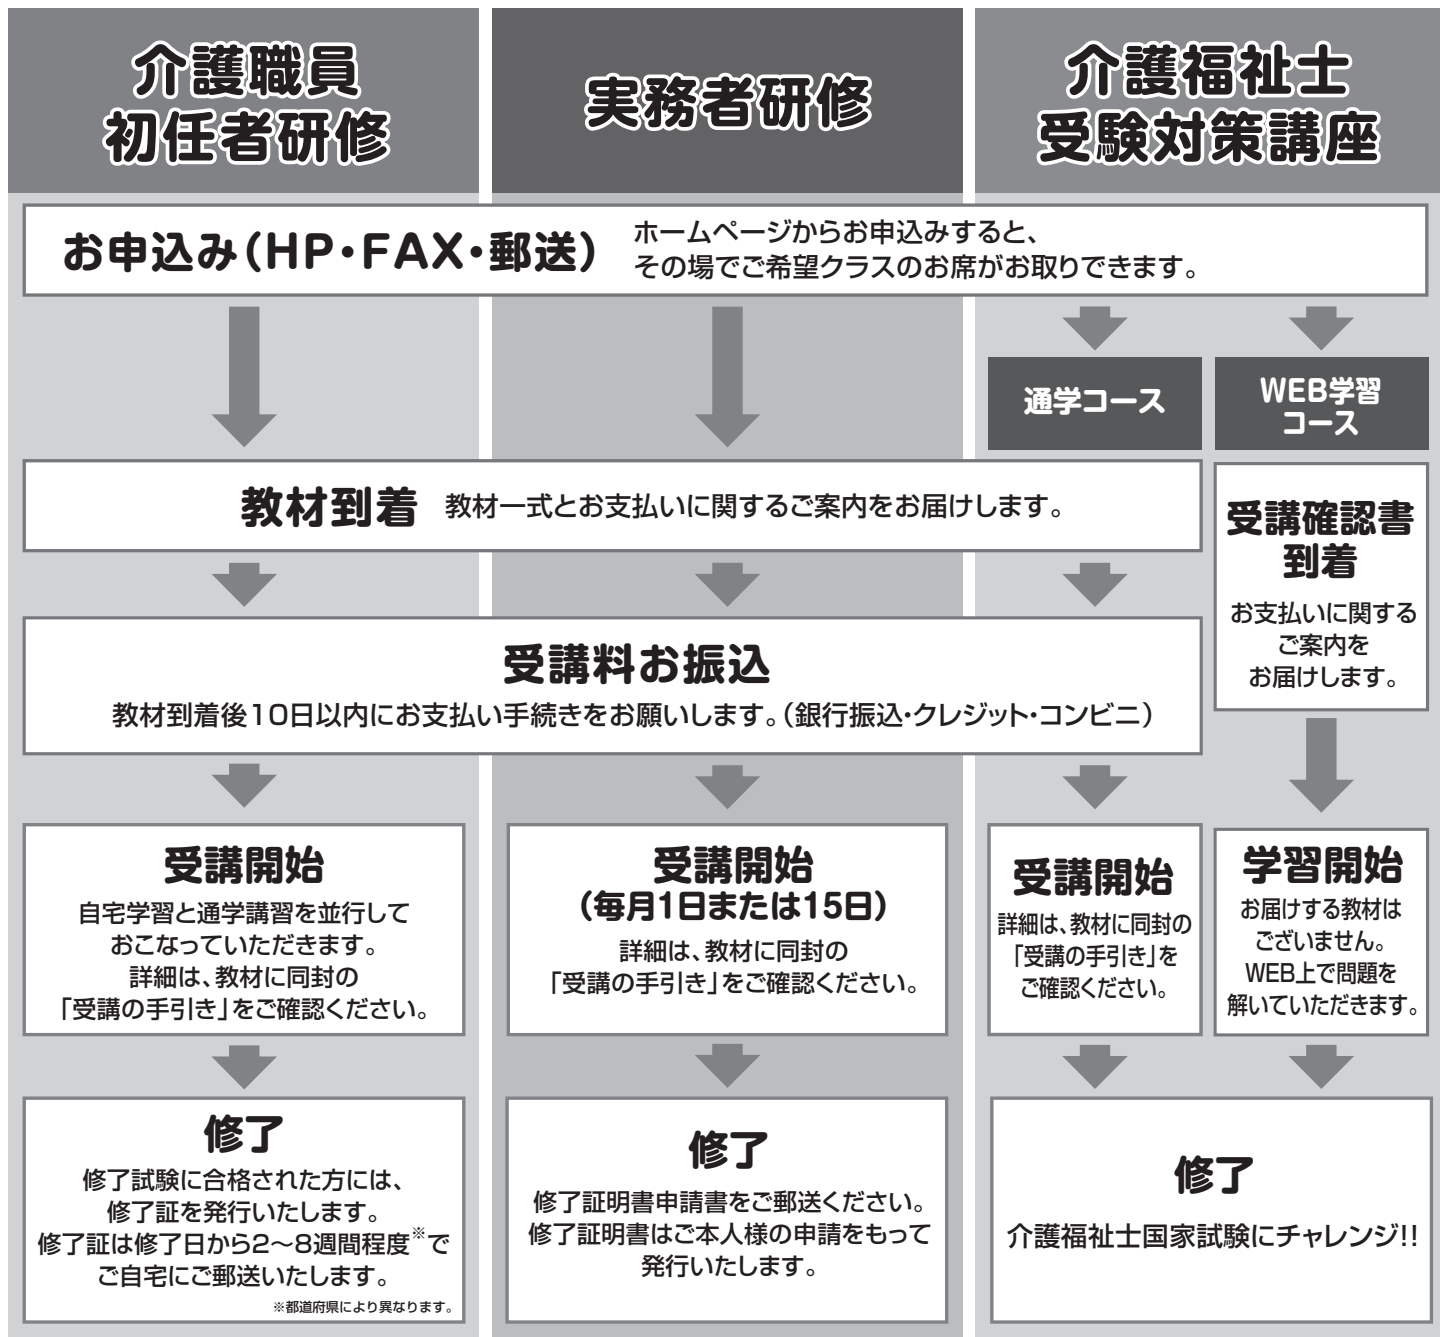 介護職員
初任者研修
実務者研修
介護福祉士
受験対策講座
お申込み（HP・FAX・郵送）
ホームページからお申込みすると、
その場でご希望クラスのお席がお取りできます。
通学コース
WEB学習
コース
教材到着 教材一式とお支払いに関するご案内をお届けします。
受講確認書
到着
お支払いに関する
ご案内を
お届けします。
受講料お振込
教材到着後10日以内にお支払い手続きをお願いします。（銀行振込・クレジット・コンビニ）
受講開始
自宅学習と通学講習を並行して
おこなっていただきます。
詳細は、教材に同封の
「受講の手引き」をご確認ください。
受講開始
（毎月1日または15日）
詳細は、教材に同封の
「受講の手引き」をご確認ください。
受講開始
詳細は、教材に同封の
「受講の手引き」を
ご確認ください。
学習開始
お届けする教材は
ございません。
WEB上で問題を
解いていただきます。
修了
修了試験に合格された方には、
修了証を発行いたします。
修了証は修了日から2〜8週間程度※で
ご自宅にご郵送いたします。
※都道府県により異なります。
修了
修了証明書申請書をご郵送ください。
修了証明書はご本人様の申請をもって
発行いたします。
修了
介護福祉士国家試験にチャレンジ!!